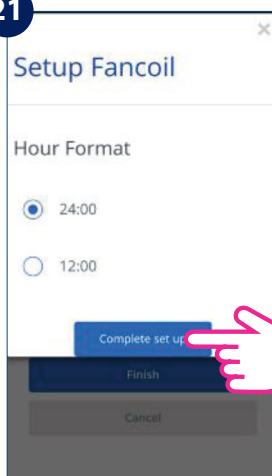 21
×
Setup Fancoil
Hour Format
24:00
12:00
Complete set up
Finish
Cancel